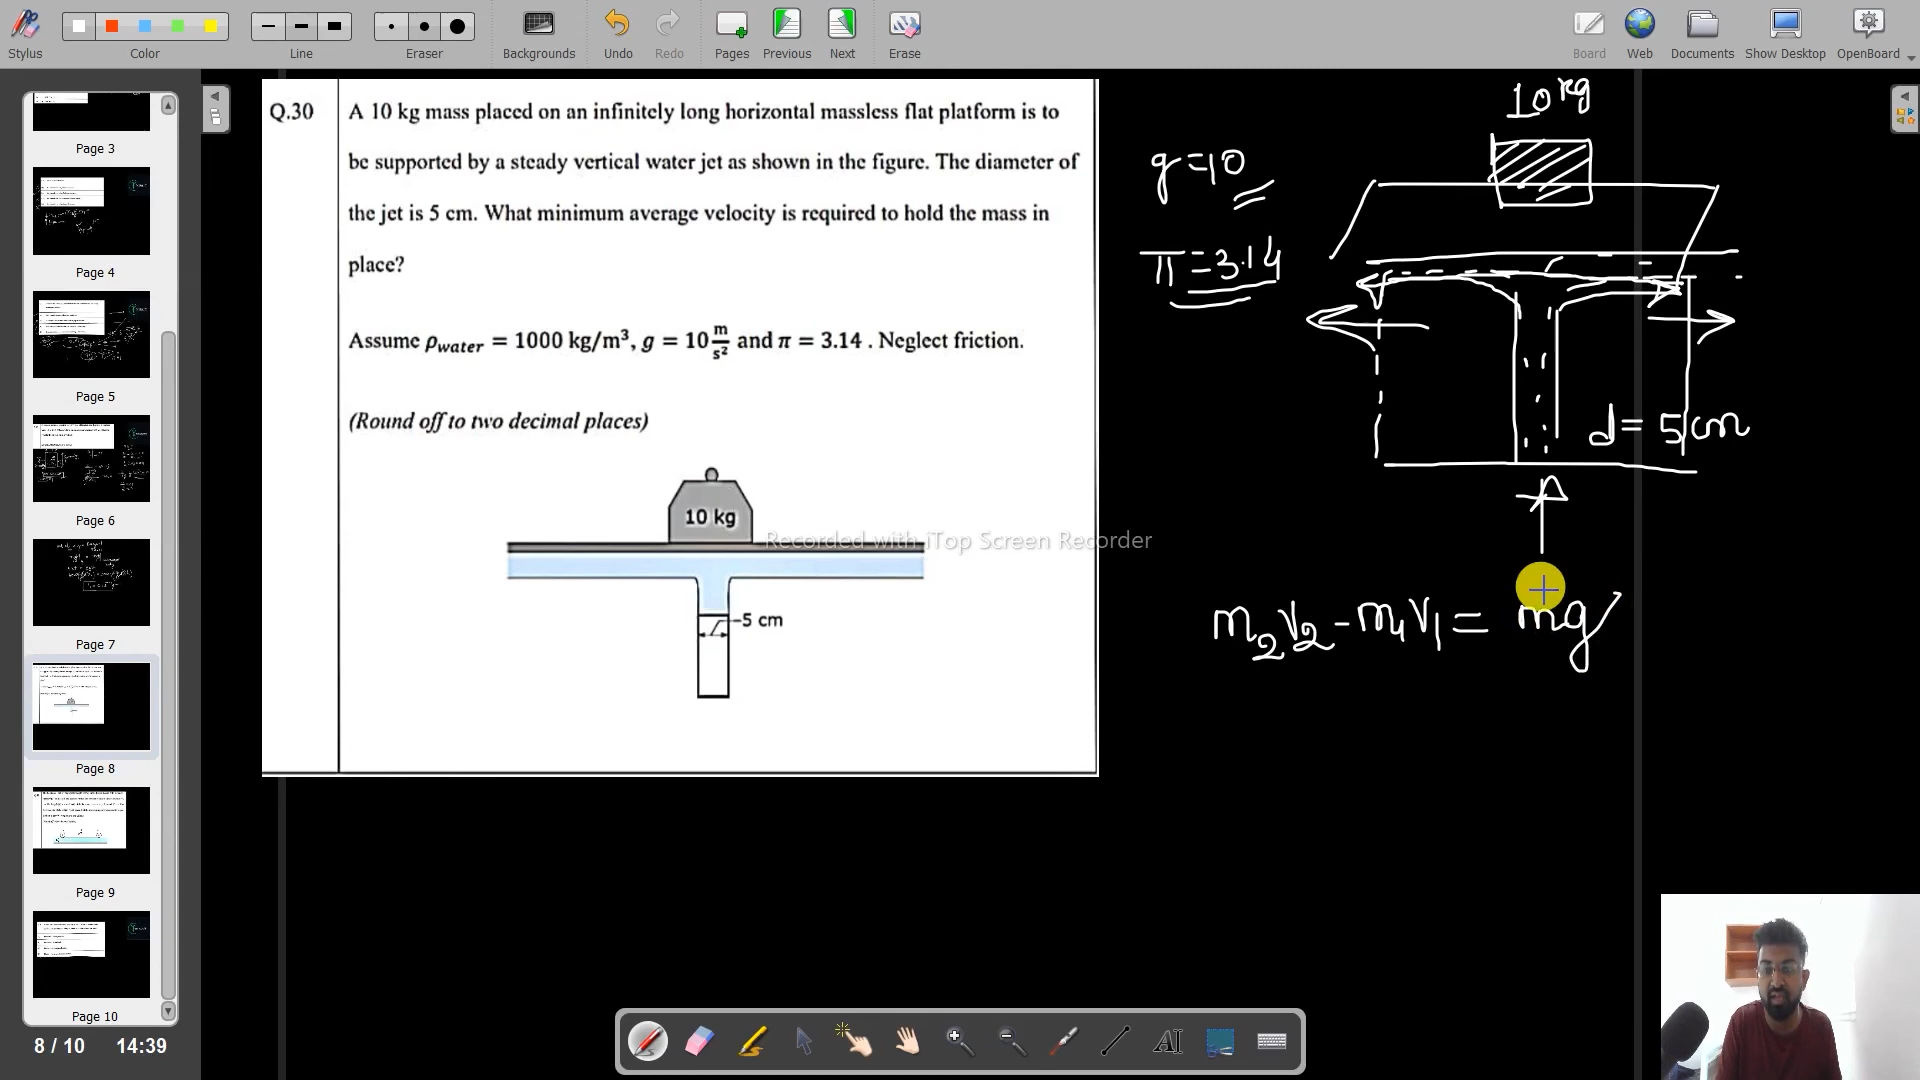 Stylus
Color
Line
Eraser
Backgrounds
Undo
Redo
Pages
Previous
Next
Erase
Board
Web
Documents
Show Desktop
OpenBoard
Page 3
Page 4
Page 5
Page 6
Page 7
Page 8
Page 9
Page 10
8 / 10 14:39
Q.30
A 10 kg mass placed on an infinitely long horizontal massless flat platform is to
be supported by a steady vertical water jet as shown in the figure. The diameter of
the jet is 5 cm. What minimum average velocity is required to hold the mass in
place?
Assume ρwater = 1000 kg/m³, g = 10 m/s² and π = 3.14 . Neglect friction.
(Round off to two decimal places)
10 kg
5 cm
Recorded with iTop Screen Recorder
10 kg
g = 10
π = 3.14
d = 5 cm
m₂v₂ - m₁v₁ = mg
AI